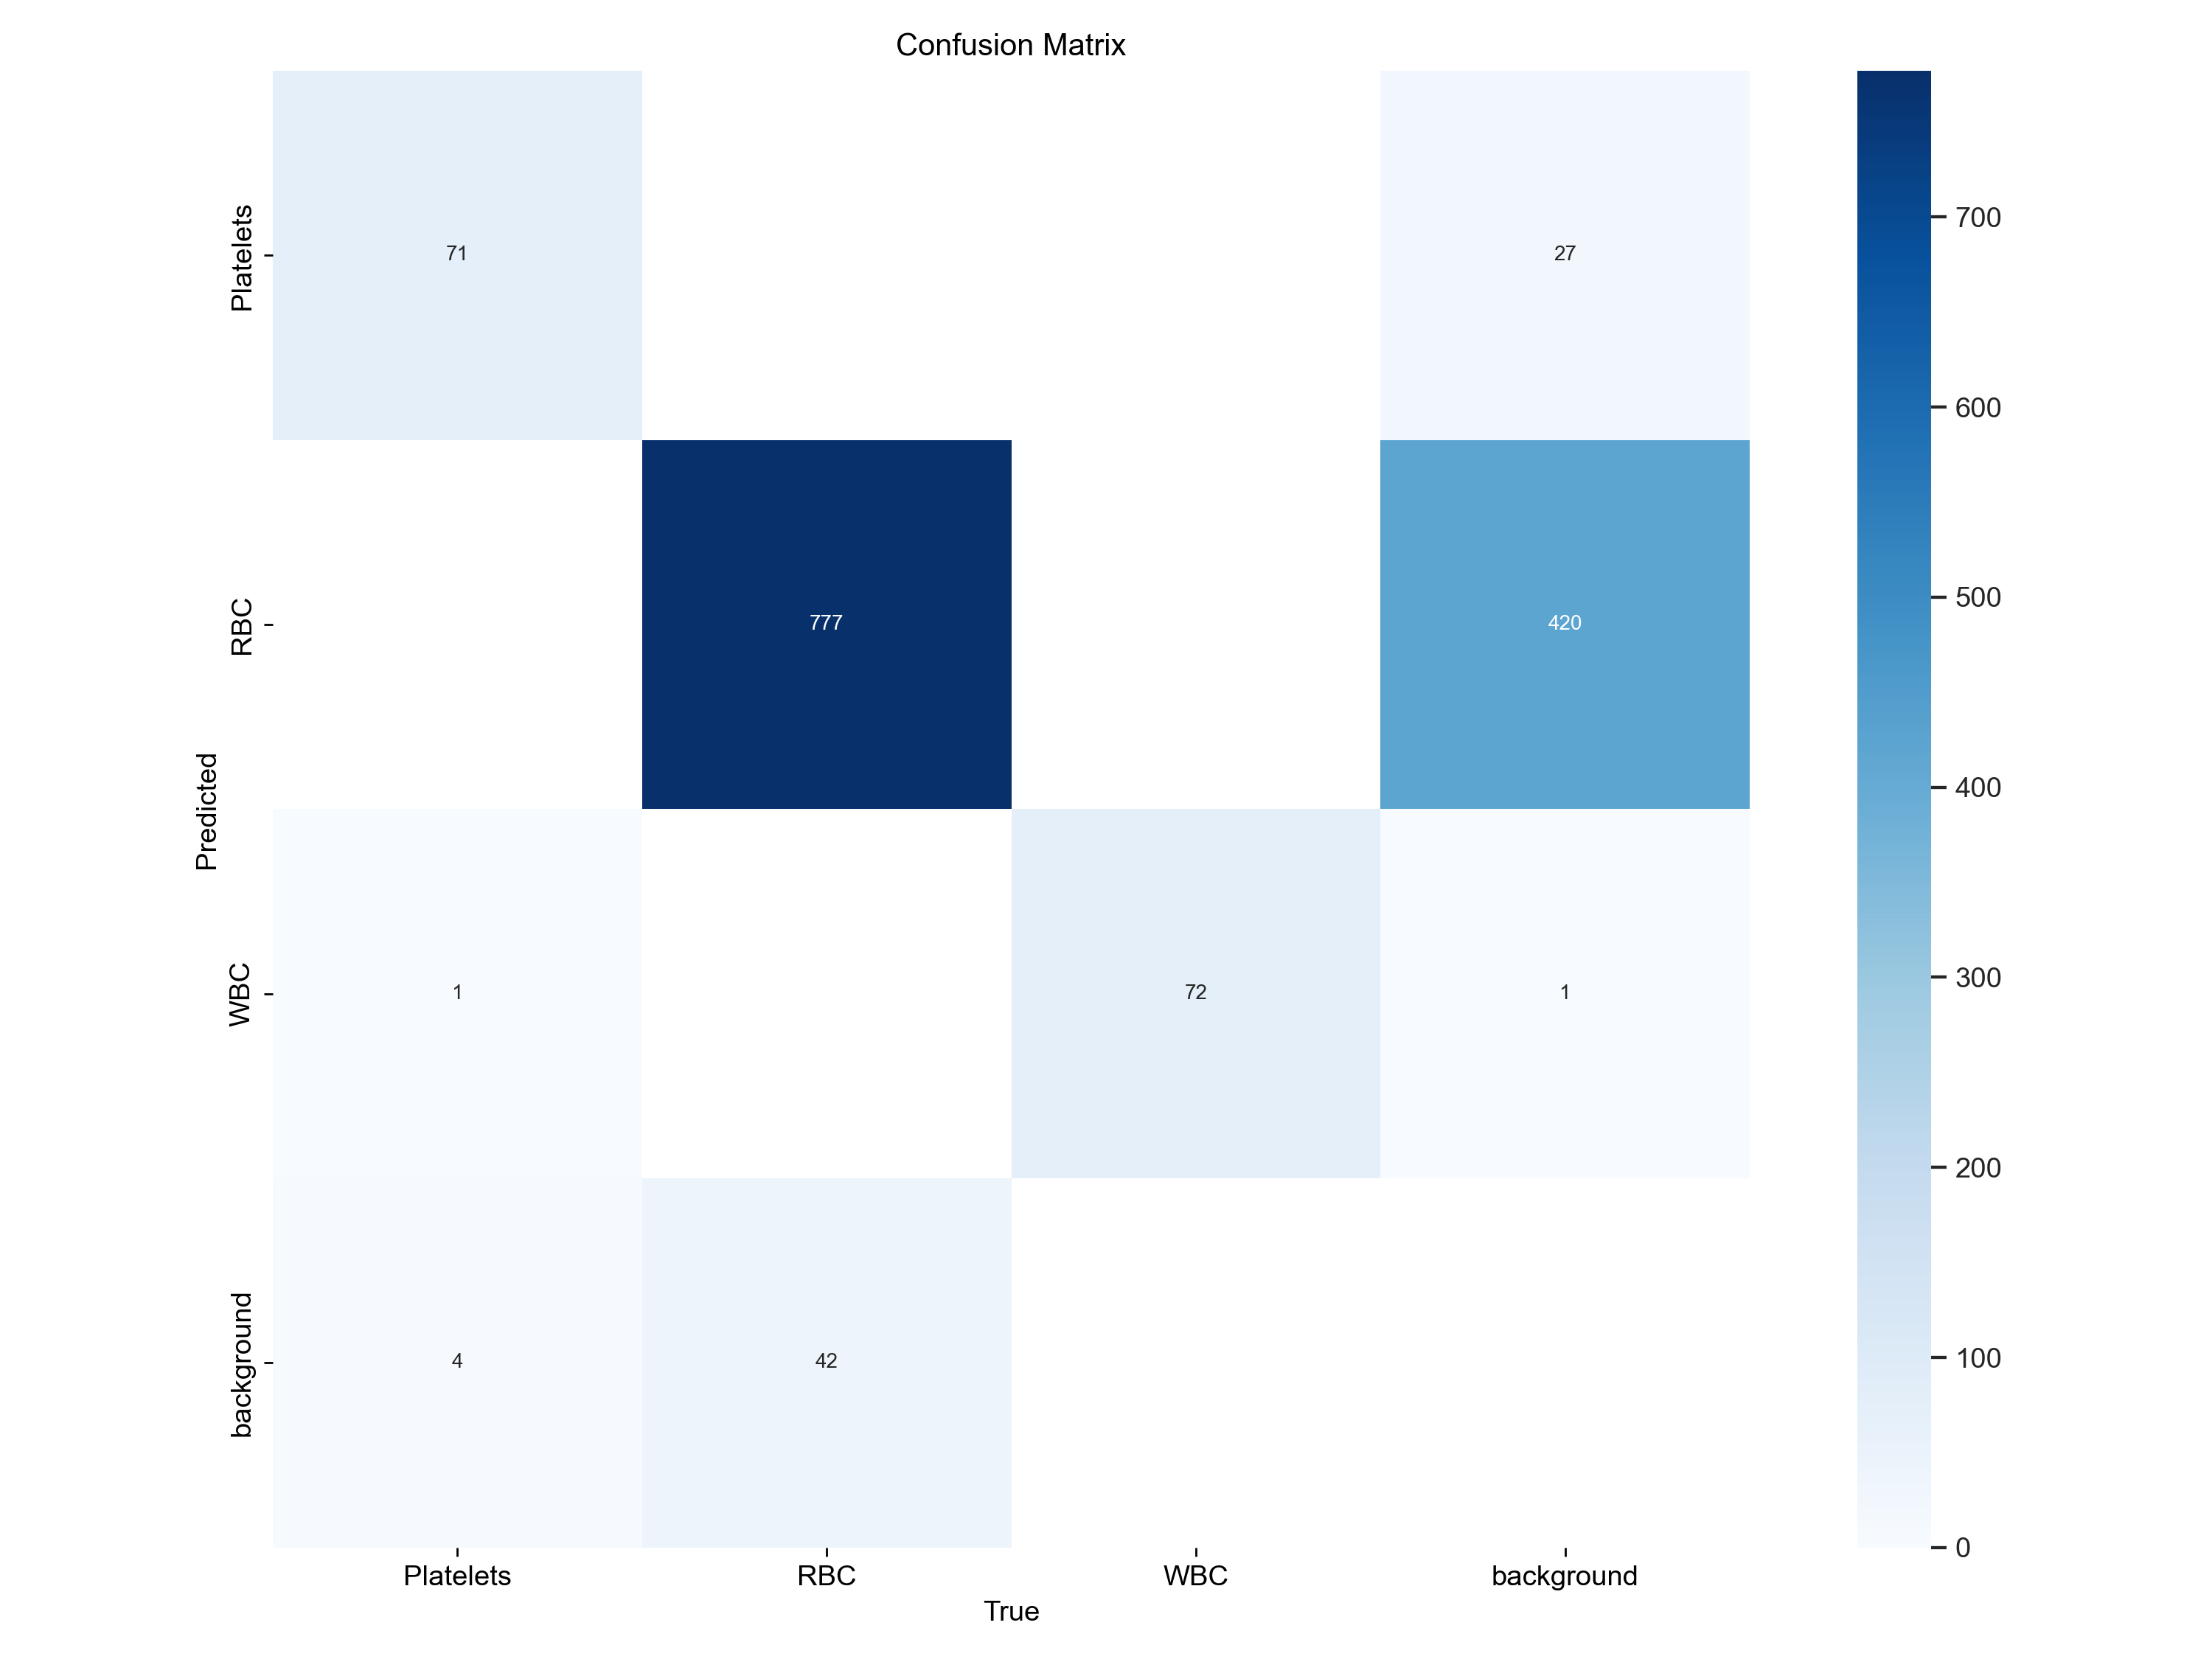 Confusion Matrix
Platelets
71
27
RBC
777
420
WBC
1
72
1
background
4
42
Predicted
Platelets
RBC
WBC
background
True
700
600
500
400
300
200
100
0